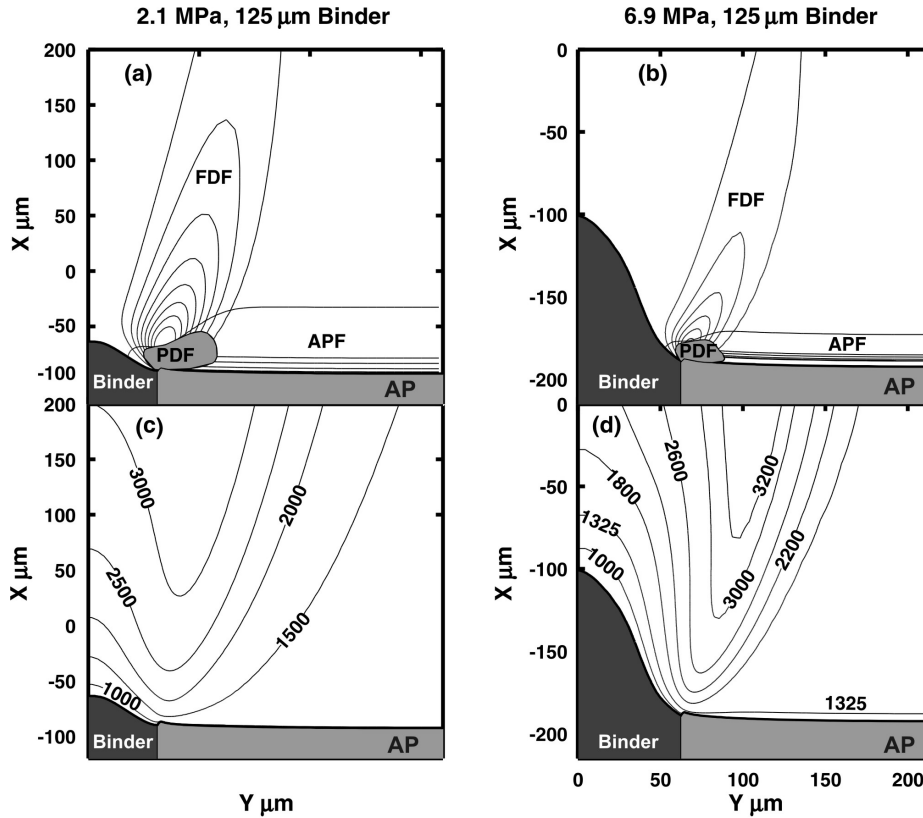 2.1 MPa, 125 μm Binder
6.9 MPa, 125 μm Binder
200
150
100
50
0
-50
-100
X μm
(a)
FDF
PDF
APF
Binder
AP
0
-50
-100
-150
-200
X μm
(b)
FDF
PDF
APF
Binder
AP
200
150
100
50
0
-50
-100
X μm
(c)
3000
2500
2000
1500
1000
Binder
AP
Y μm
0
-50
-100
-150
-200
X μm
(d)
2600
3200
1800
1325
1000
3000
2200
1325
Binder
AP
0
50
100
150
200
Y μm